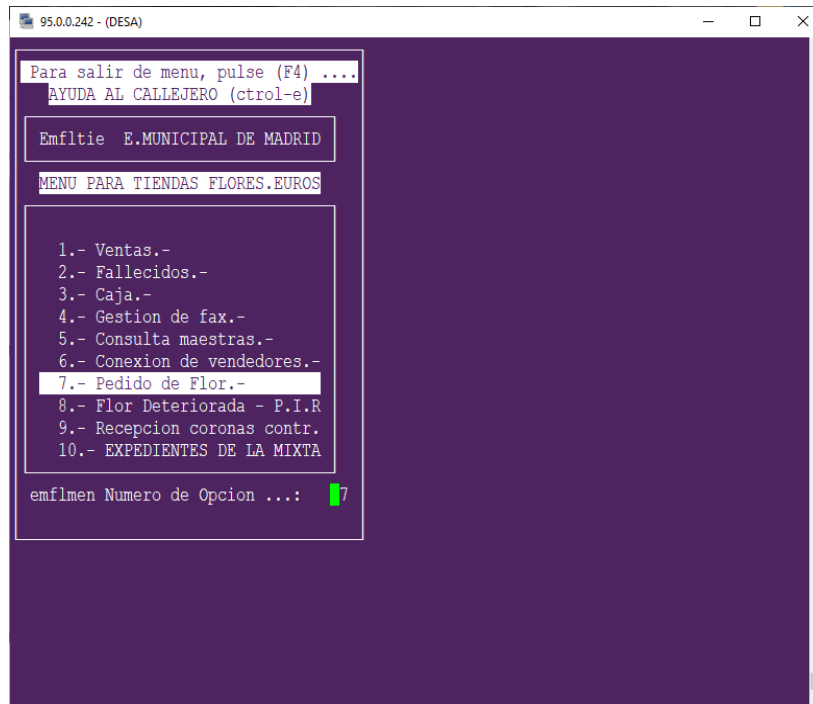 95.0.0.242 - (DESA)
Para salir de menu, pulse (F4) ....
AYUDA AL CALLEJERO (ctrol-e)
Emfltie  E.MUNICIPAL DE MADRID
MENU PARA TIENDAS FLORES.EUROS
1.- Ventas.-
2.- Fallecidos.-
3.- Caja.-
4.- Gestion de fax.-
5.- Consulta maestras.-
6.- Conexion de vendedores.-
7.- Pedido de Flor.-
8.- Flor Deteriorada - P.I.R
9.- Recepcion coronas contr.
10.- EXPEDIENTES DE LA MIXTA
emflmen Numero de Opcion ...:   7